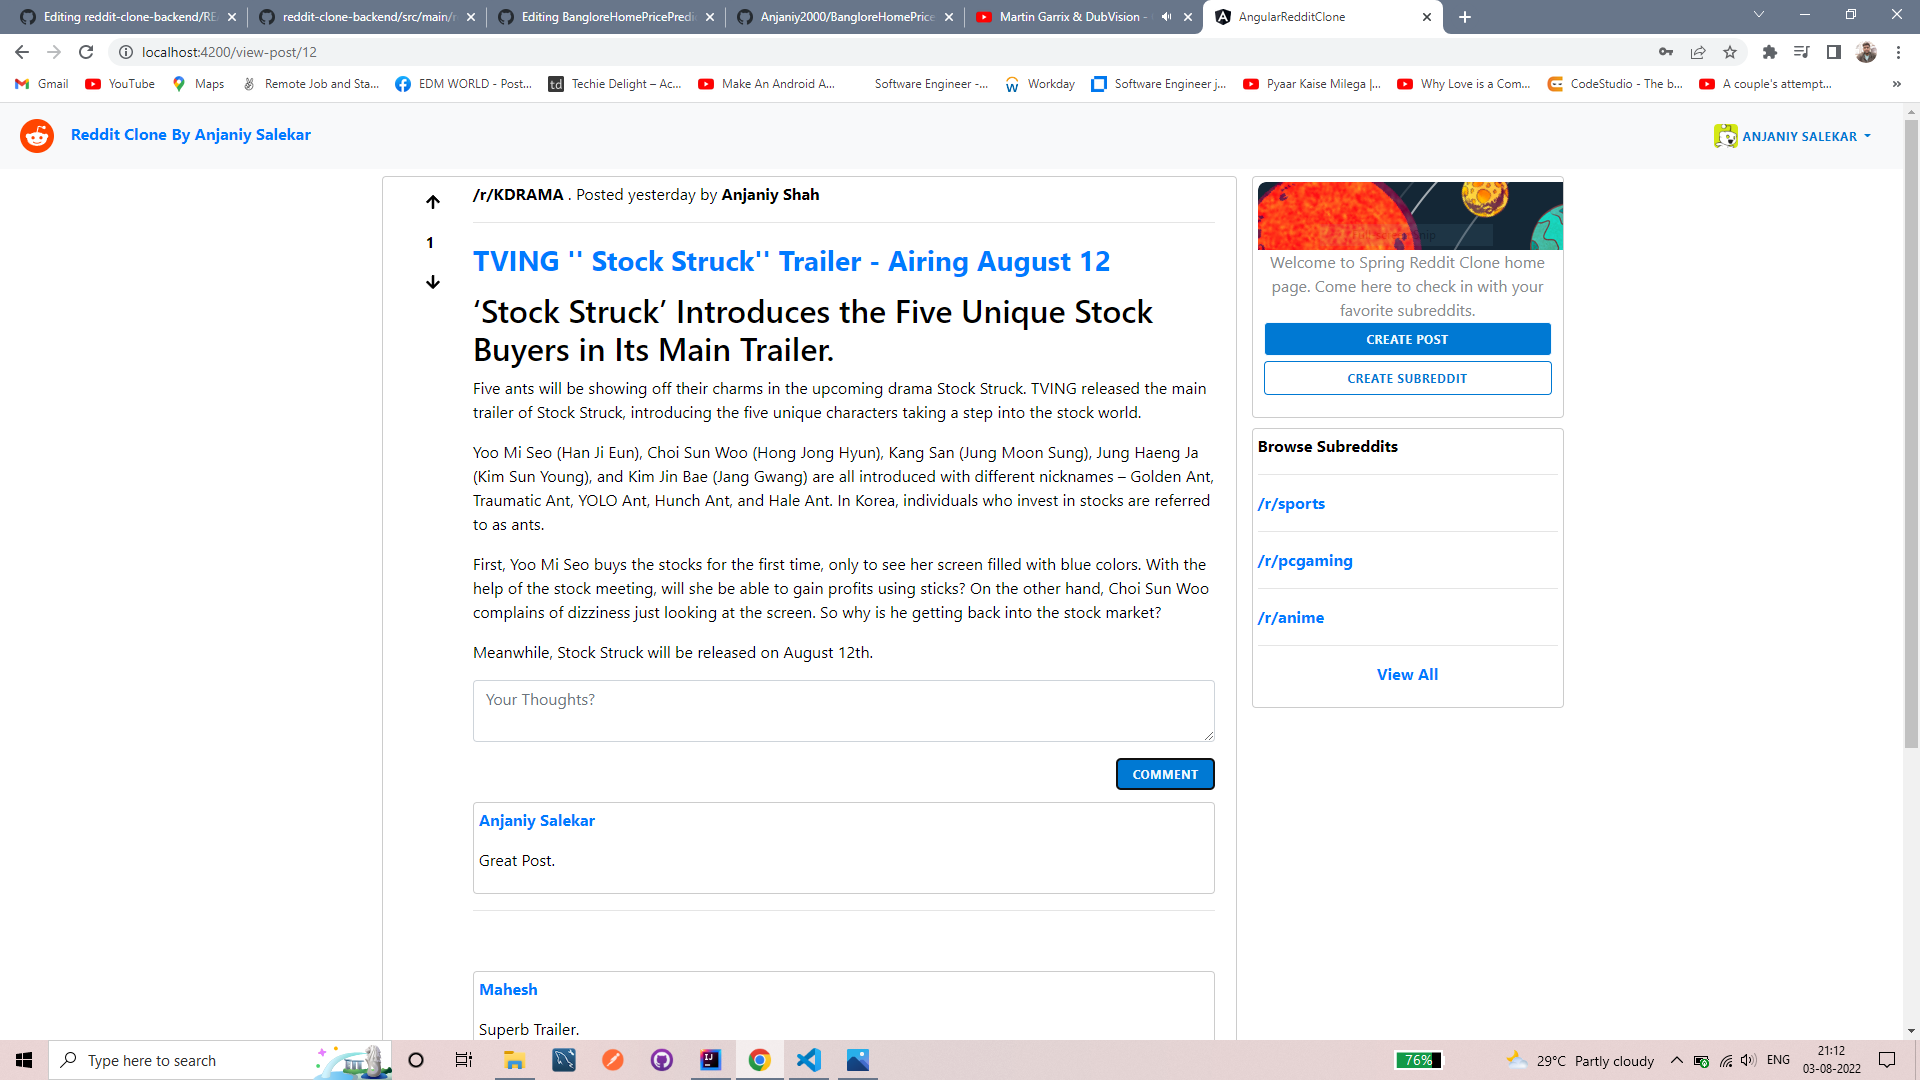 Editing reddit-clone-backend/RE
reddit-clone-backend/src/main/r
Editing BangloreHomePricePredi
Anjaniy2000/BangloreHomePrice
Martin Garrix & DubVision -
AngularRedditClone
localhost:4200/view-post/12
Gmail
YouTube
Maps
Remote Job and Sta...
EDM WORLD - Post...
td
Techie Delight – Ac...
Make An Android A...
Software Engineer -...
Workday
Software Engineer j...
Pyaar Kaise Milega |...
Why Love is a Com...
CodeStudio - The b...
A couple's attempt...
»
Reddit Clone By Anjaniy Salekar
ANJANIY SALEKAR
/r/KDRAMA . Posted yesterday by Anjaniy Shah
1
TVING '' Stock Struck'' Trailer - Airing August 12
‘Stock Struck’ Introduces the Five Unique Stock
Buyers in Its Main Trailer.
Five ants will be showing off their charms in the upcoming drama Stock Struck. TVING released the main
trailer of Stock Struck, introducing the five unique characters taking a step into the stock world.
Yoo Mi Seo (Han Ji Eun), Choi Sun Woo (Hong Jong Hyun), Kang San (Jung Moon Sung), Jung Haeng Ja
(Kim Sun Young), and Kim Jin Bae (Jang Gwang) are all introduced with different nicknames – Golden Ant,
Traumatic Ant, YOLO Ant, Hunch Ant, and Hale Ant. In Korea, individuals who invest in stocks are referred
to as ants.
First, Yoo Mi Seo buys the stocks for the first time, only to see her screen filled with blue colors. With the
help of the stock meeting, will she be able to gain profits using sticks? On the other hand, Choi Sun Woo
complains of dizziness just looking at the screen. So why is he getting back into the stock market?
Meanwhile, Stock Struck will be released on August 12th.
Your Thoughts?
COMMENT
Anjaniy Salekar
Great Post.
Mahesh
Superb Trailer.
Welcome to Spring Reddit Clone home
page. Come here to check in with your
favorite subreddits.
CREATE POST
CREATE SUBREDDIT
Browse Subreddits
/r/sports
/r/pcgaming
/r/anime
View All
Type here to search
IJ
76%
29°C Partly cloudy
ENG
21:12
03-08-2022